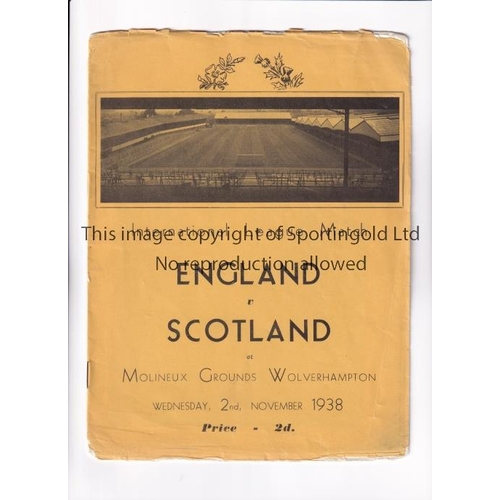 International League Match
This image copyright of Sportingold Ltd
No reproduction allowed
ENGLAND
v
SCOTLAND
at
MOLINEUX GROUNDS WOLVERHAMPTON
WEDNESDAY, 2nd, NOVEMBER 1938
Price - 2d.